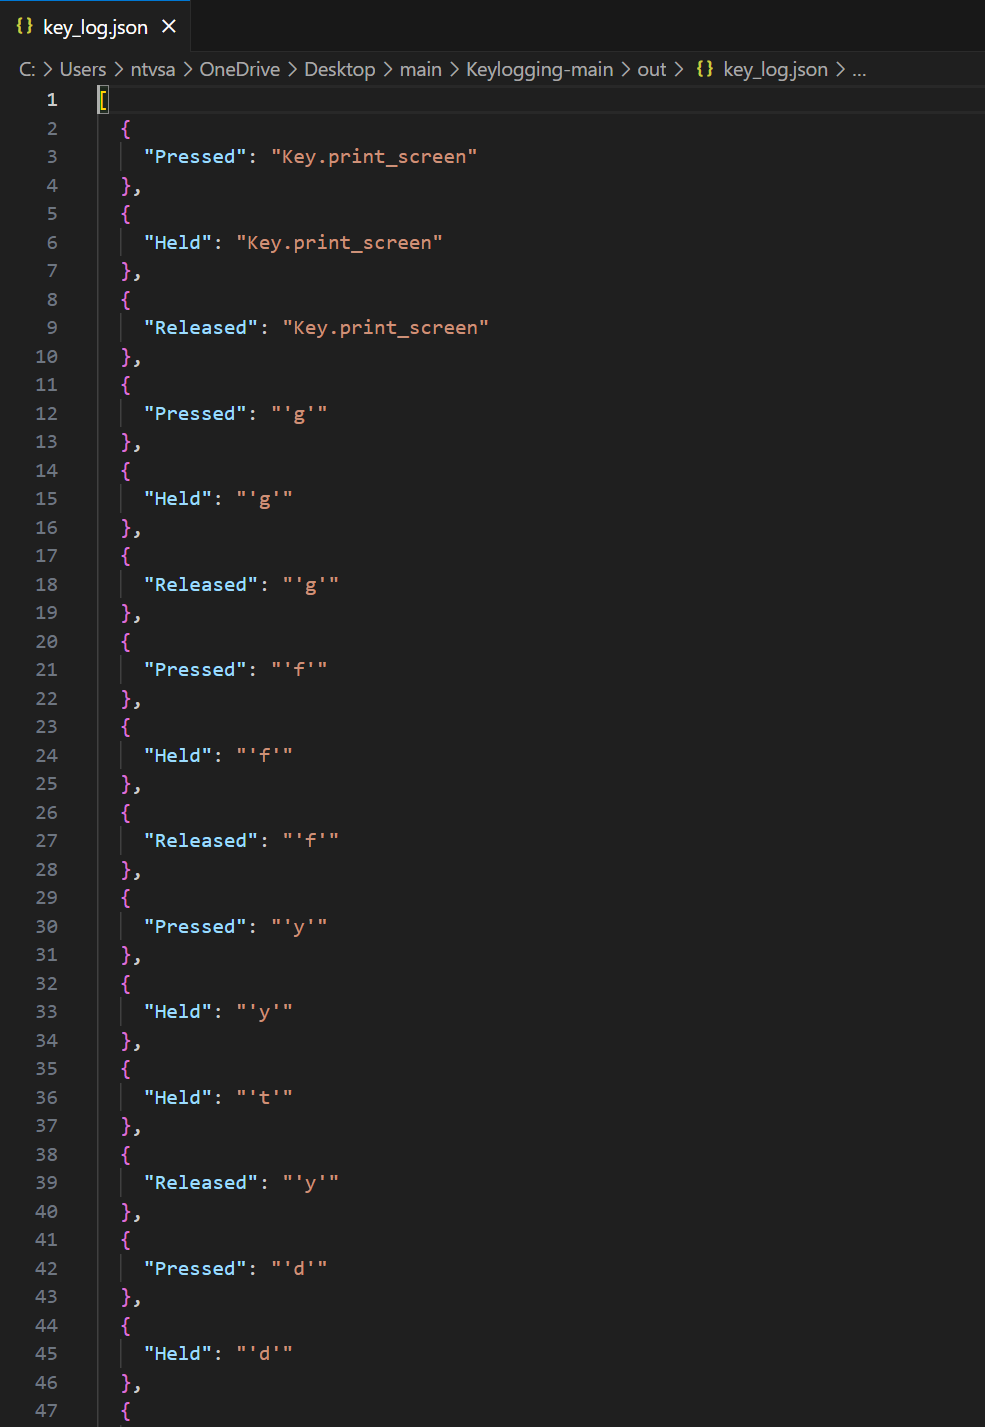 {} key_log.json ×
C: > Users > ntvsa > OneDrive > Desktop > main > Keylogging-main > out > {} key_log.json > ...
1 [
2 {
3 "Pressed": "Key.print_screen"
4 },
5 {
6 "Held": "Key.print_screen"
7 },
8 {
9 "Released": "Key.print_screen"
10 },
11 {
12 "Pressed": "'g'"
13 },
14 {
15 "Held": "'g'"
16 },
17 {
18 "Released": "'g'"
19 },
20 {
21 "Pressed": "'f'"
22 },
23 {
24 "Held": "'f'"
25 },
26 {
27 "Released": "'f'"
28 },
29 {
30 "Pressed": "'y'"
31 },
32 {
33 "Held": "'y'"
34 },
35 {
36 "Held": "'t'"
37 },
38 {
39 "Released": "'y'"
40 },
41 {
42 "Pressed": "'d'"
43 },
44 {
45 "Held": "'d'"
46 },
47 {